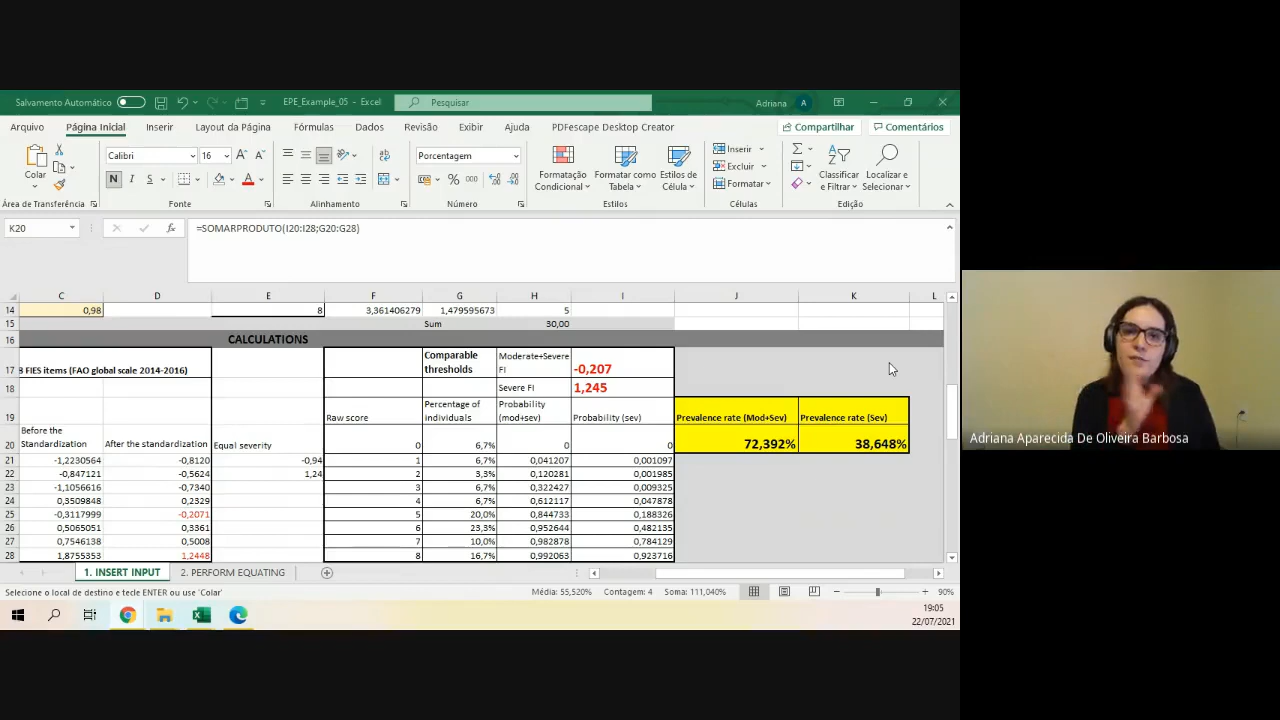 Salvamento Automático
EPE_Example_05 - Excel
Pesquisar
Adriana
A
Arquivo Página Inicial Inserir Layout da Página Fórmulas Dados Revisão Exibir Ajuda PDFescape Desktop Creator Compartilhar Comentários
Colar
Calibri 16
N I S
Porcentagem
% 000
Formatação Condicional
Formatar como Tabela
Estilos de Célula
Inserir
Excluir
Formatar
Classificar e Filtrar
Localizar e Selecionar
Área de Transferência Fonte Alinhamento Número Estilos Células Edição
K20 fx =SOMARPRODUTO(I20:I28;G20:G28)
C D E F G H I J K L
14 0,98 8 3,361406279 1,479595673 5
15 Sum 30,00
16 CALCULATIONS
17 3 FIES items (FAO global scale 2014-2016) Comparable thresholds Moderate+Severe FI -0,207
18 Severe FI 1,245
19 Raw score Percentage of individuals Probability (mod+sev) Probability (sev) Prevalence rate (Mod+Sev) Prevalence rate (Sev)
20 Before the Standardization After the standardization Equal severity 0 6,7% 0 0 72,392% 38,648%
21 -1,2230564 -0,8120 -0,94 1 6,7% 0,041207 0,001097
22 -0,847121 -0,5624 1,24 2 3,3% 0,120281 0,001985
23 -1,1056616 -0,7340 3 6,7% 0,322427 0,009325
24 0,3509848 0,2329 4 6,7% 0,612117 0,047878
25 -0,3117999 -0,2071 5 20,0% 0,844733 0,188326
26 0,5065051 0,3361 6 23,3% 0,952644 0,482135
27 0,7546138 0,5008 7 10,0% 0,982878 0,784129
28 1,8755353 1,2448 8 16,7% 0,992063 0,923716
1. INSERT INPUT 2. PERFORM EQUATING
Selecione o local de destino e tecle ENTER ou use 'Colar' Média: 55,520% Contagem: 4 Soma: 111,040% 90%
19:05
22/07/2021
Adriana Aparecida De Oliveira Barbosa